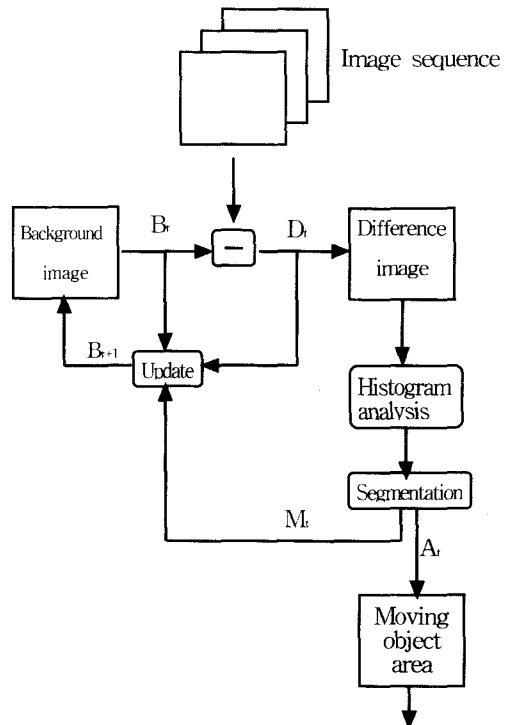 Image sequence
Background
image
Bt
−
Dt
Difference
image
Bt+1
Update
Histogram
analysis
Segmentation
Mt
At
Moving
object
area